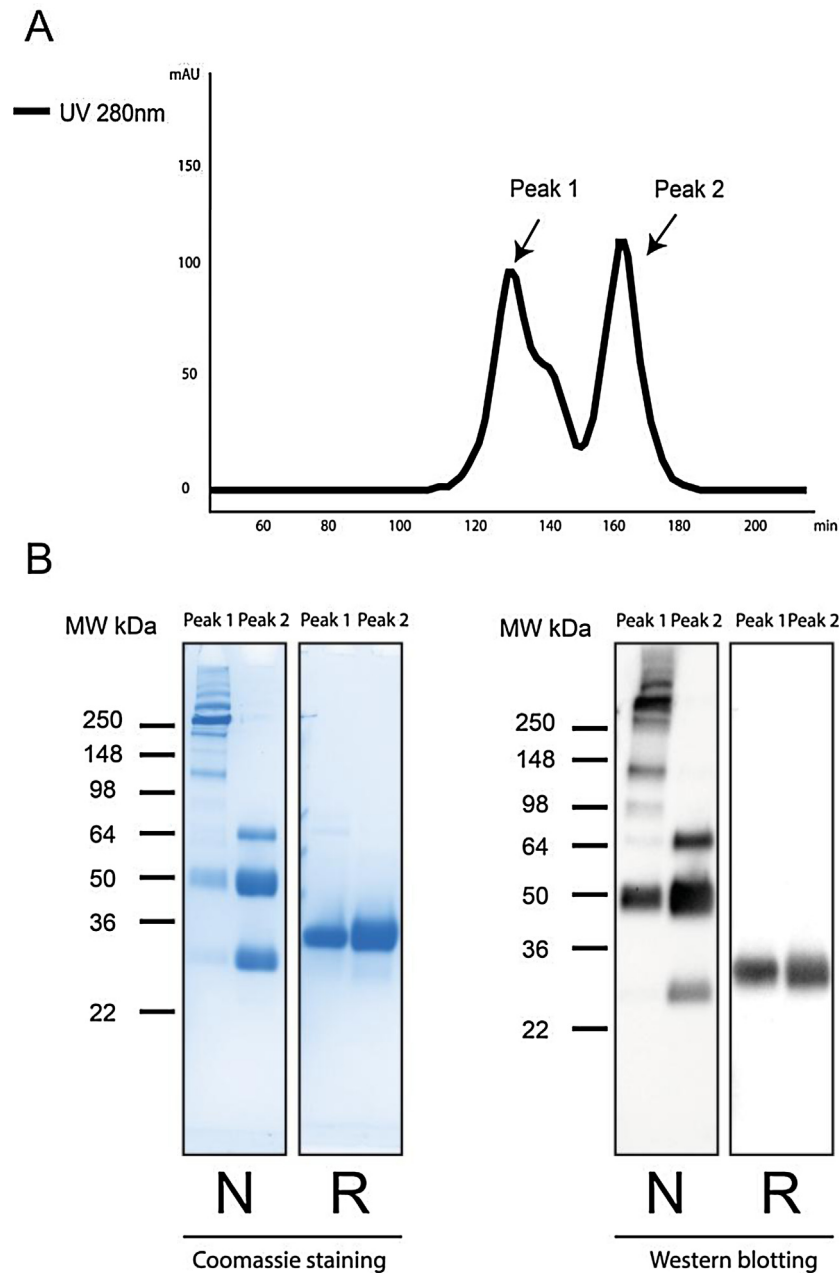 A
mAU
UV 280nm
150
Peak 1
Peak 2
100
50
0
60 80 100 120 140 160 180 200 min
B
MW kDa
Peak 1 Peak 2
Peak 1 Peak 2
250
148
98
64
50
36
22
N R
Coomassie staining
MW kDa
Peak 1 Peak 2
Peak 1 Peak 2
250
148
98
64
50
36
22
N R
Western blotting